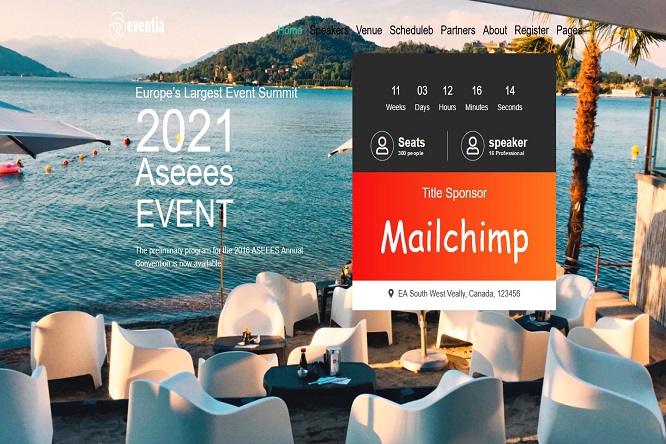 eventia
Home Speakers Venue Scheduleb Partners About Register Pages
Europe's Largest Event Summit
2021
Aseees
EVENT
The preliminary program for the 2016 ASEEES Annual
Convention is now available.
11 03 12 16 14
Weeks Days Hours Minutes Seconds
Seats
300 people
speaker
16 Professional
Title Sponsor
Mailchimp
EA South West Veally, Canada, 123456